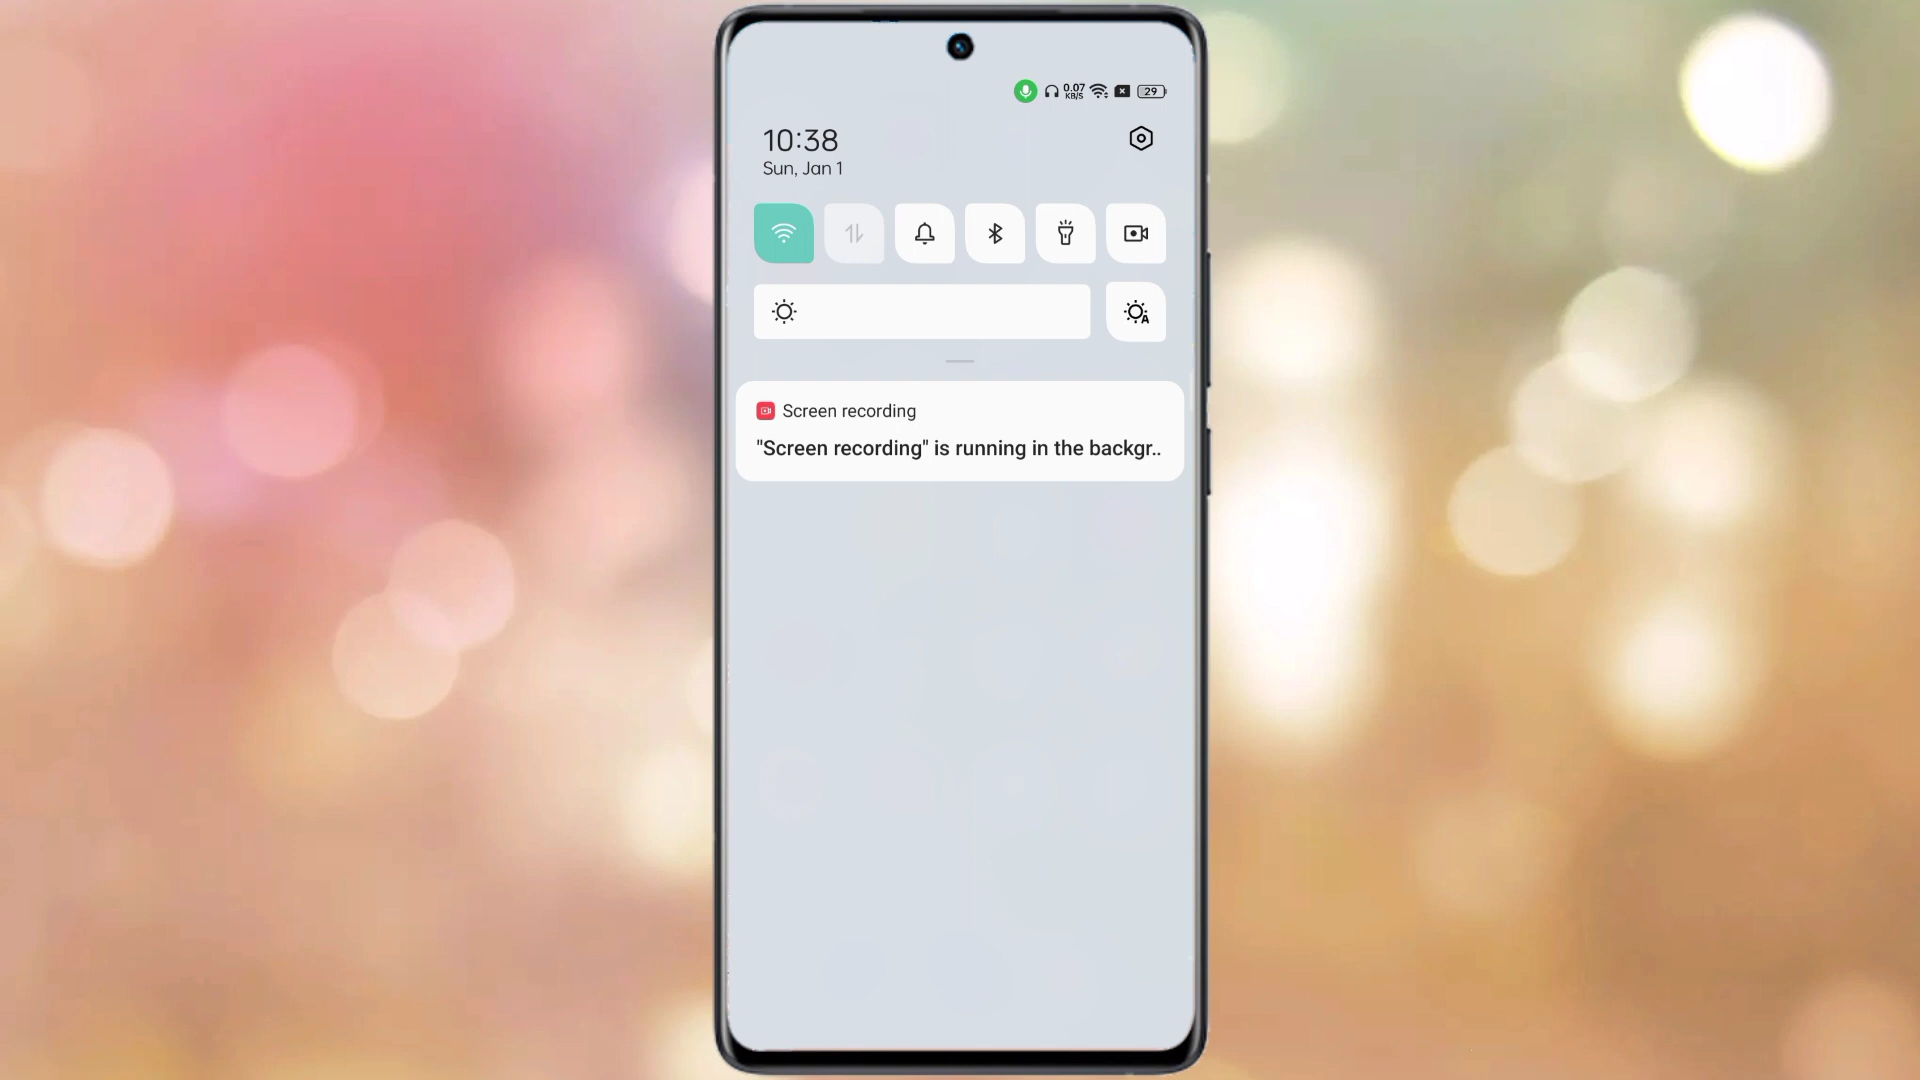 0.07
KB/S
29
10:38
Sun, Jan 1
A
Screen recording
"Screen recording" is running in the backgr..